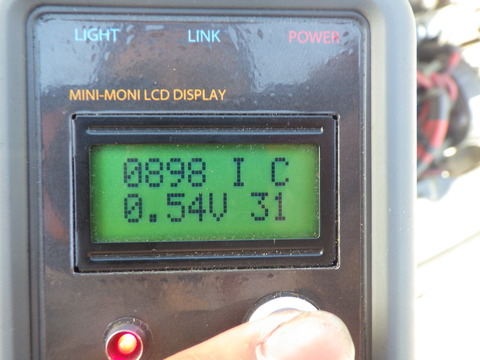 LIGHT LINK POWER
MINI-MONI LCD DISPLAY
0898 I C
0.54V 31